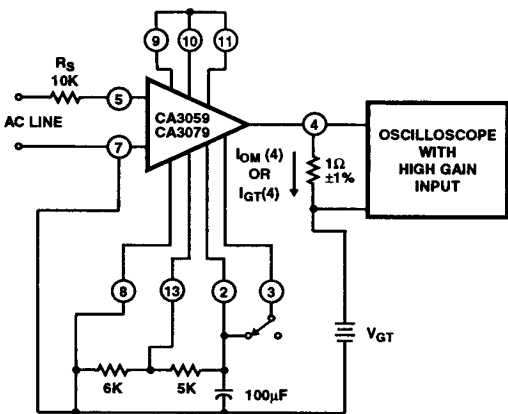 9 10 11
RS
10K
5
AC LINE
7
CA3059
CA3079
4
IOM (4)
OR
IGT(4)
1Ω
±1%
OSCILLOSCOPE
WITH
HIGH GAIN
INPUT
8 13 2 3
6K 5K
100μF
VGT